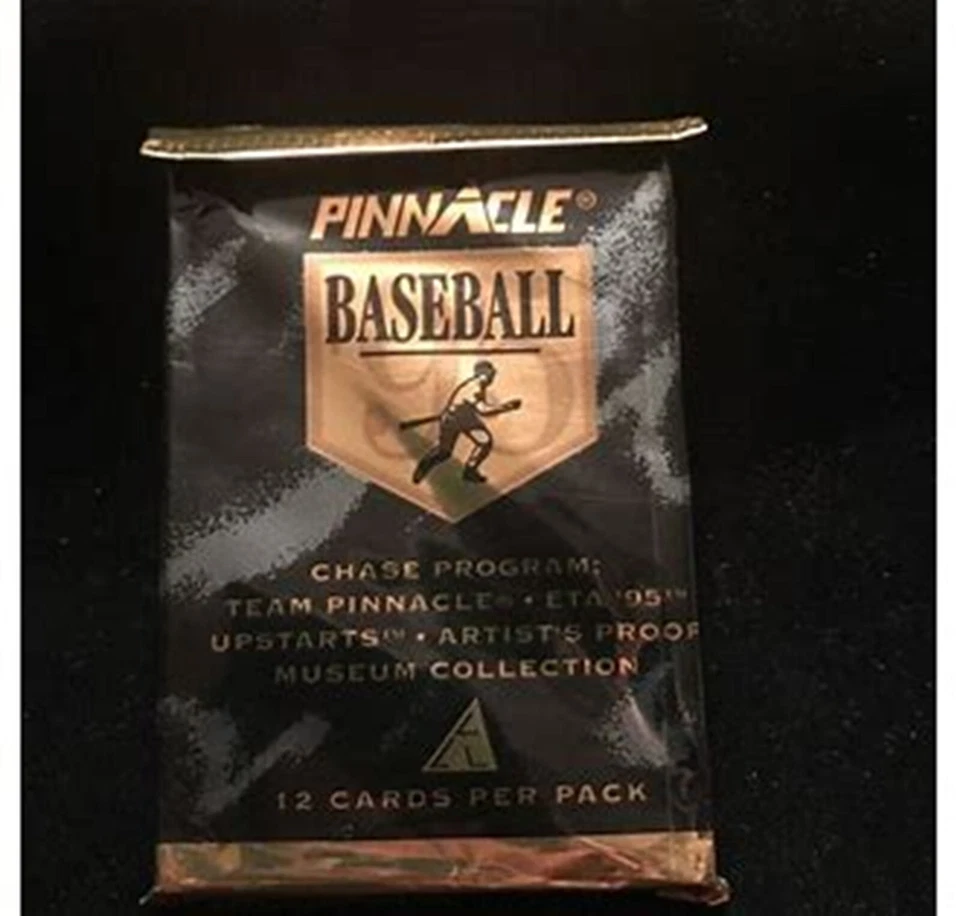 PINNACLE®
BASEBALL
CHASE PROGRAM:
TEAM PINNACLE® • ETA '95™
UPSTARTS™ • ARTIST'S PROOF
MUSEUM COLLECTION
12 CARDS PER PACK